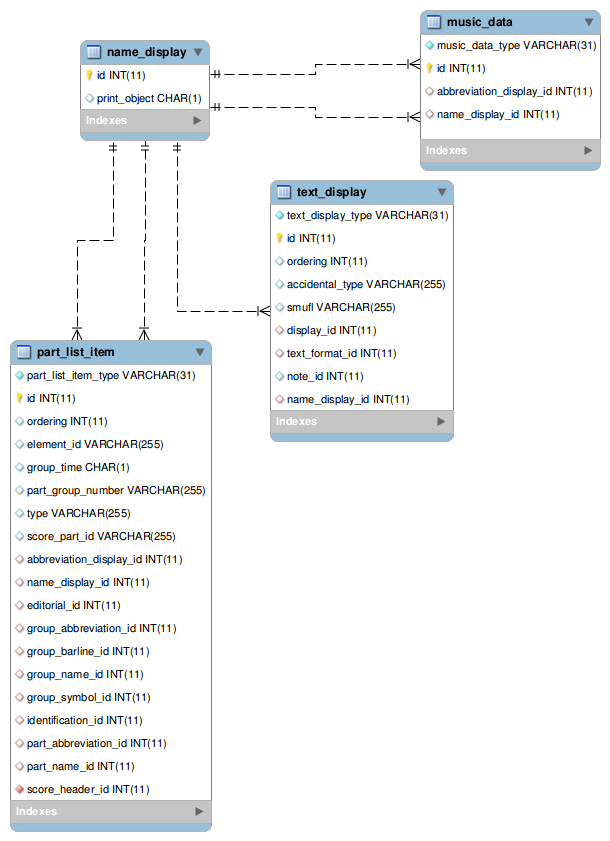 name_display
id INT(11)
print_object CHAR(1)
Indexes
music_data
music_data_type VARCHAR(31)
id INT(11)
abbreviation_display_id INT(11)
name_display_id INT(11)
Indexes
text_display
text_display_type VARCHAR(31)
id INT(11)
ordering INT(11)
accidental_type VARCHAR(255)
smufl VARCHAR(255)
display_id INT(11)
text_format_id INT(11)
note_id INT(11)
name_display_id INT(11)
Indexes
part_list_item
part_list_item_type VARCHAR(31)
id INT(11)
ordering INT(11)
element_id VARCHAR(255)
group_time CHAR(1)
part_group_number VARCHAR(255)
type VARCHAR(255)
score_part_id VARCHAR(255)
abbreviation_display_id INT(11)
name_display_id INT(11)
editorial_id INT(11)
group_abbreviation_id INT(11)
group_barline_id INT(11)
group_name_id INT(11)
group_symbol_id INT(11)
identification_id INT(11)
part_abbreviation_id INT(11)
part_name_id INT(11)
score_header_id INT(11)
Indexes